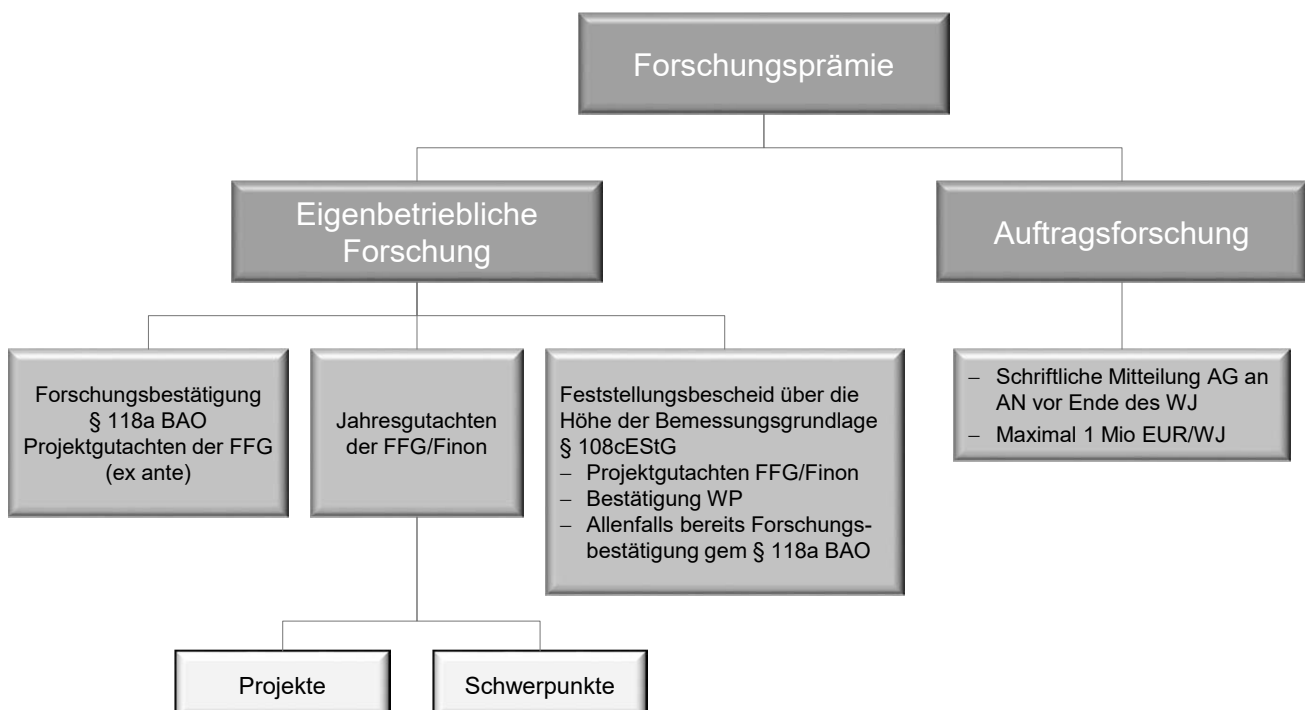 Forschungsprämie
Eigenbetriebliche
Forschung
Auftragsforschung
Forschungsbestätigung
§ 118a BAO
Projektgutachten der FFG
(ex ante)
Jahresgutachten
der FFG/Finon
Feststellungsbescheid über die
Höhe der Bemessungsgrundlage
§ 108cEStG
– Projektgutachten FFG/Finon
– Bestätigung WP
– Allenfalls bereits Forschungs-
bestätigung gem § 118a BAO
– Schriftliche Mitteilung AG an
AN vor Ende des WJ
– Maximal 1 Mio EUR/WJ
Projekte
Schwerpunkte